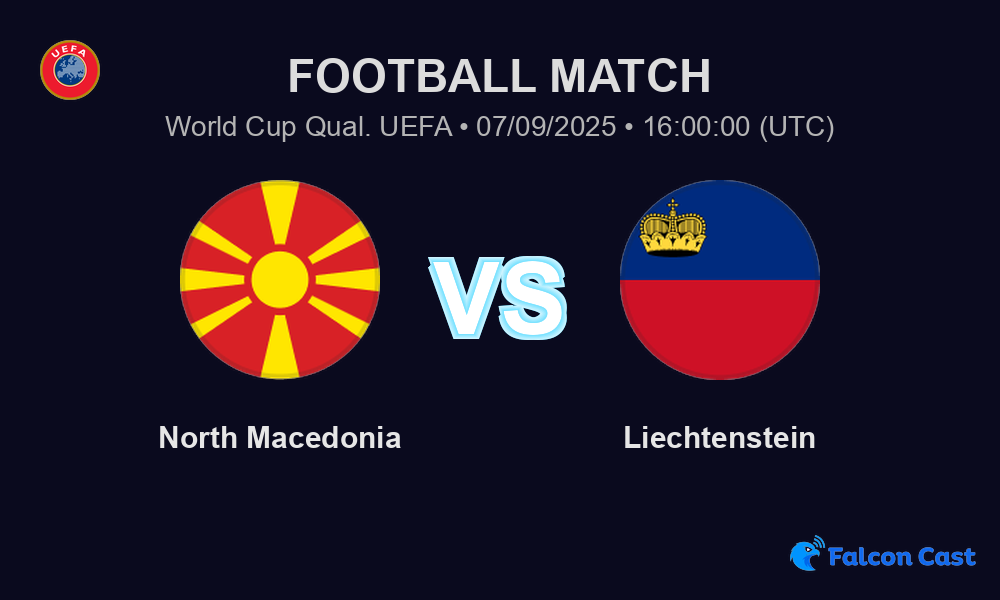 UEFA
FOOTBALL MATCH
World Cup Qual. UEFA • 07/09/2025 • 16:00:00 (UTC)
VS
North Macedonia
Liechtenstein
Falcon Cast